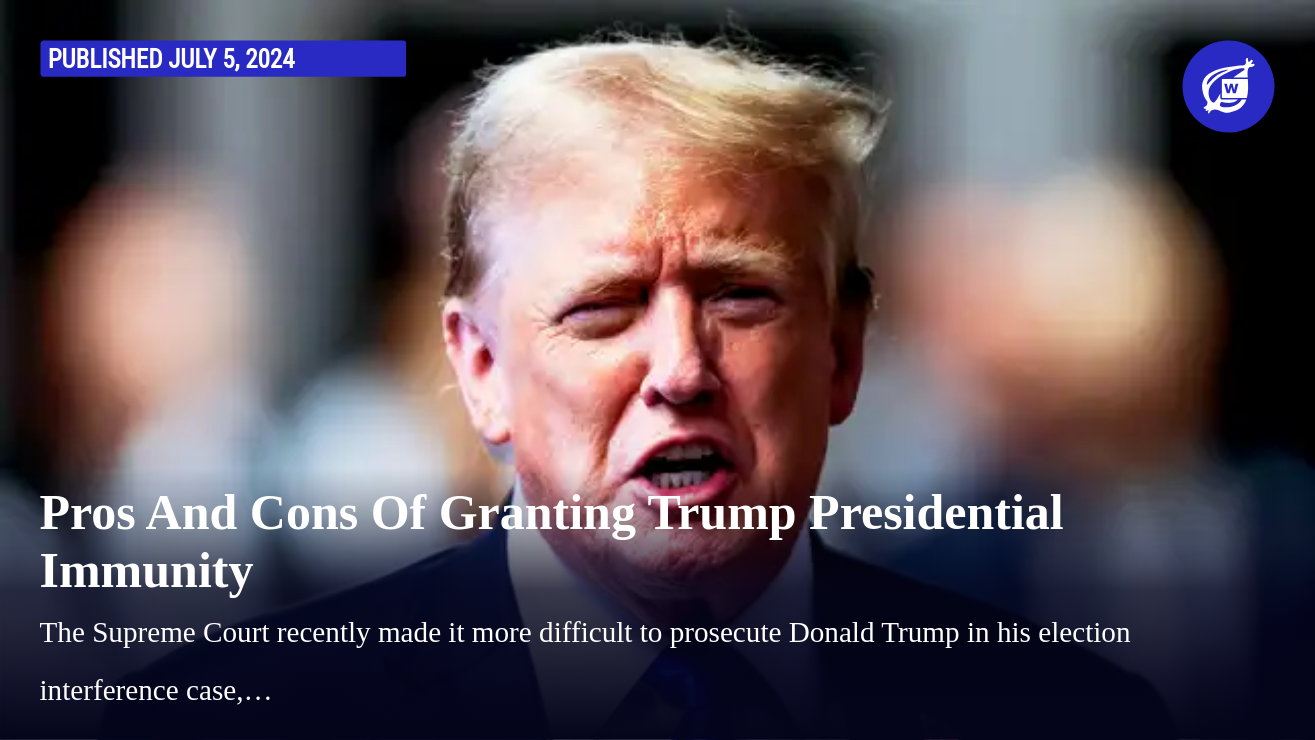 PUBLISHED JULY 5, 2024
W
Pros And Cons Of Granting Trump Presidential
Immunity
The Supreme Court recently made it more difficult to prosecute Donald Trump in his election
interference case,…